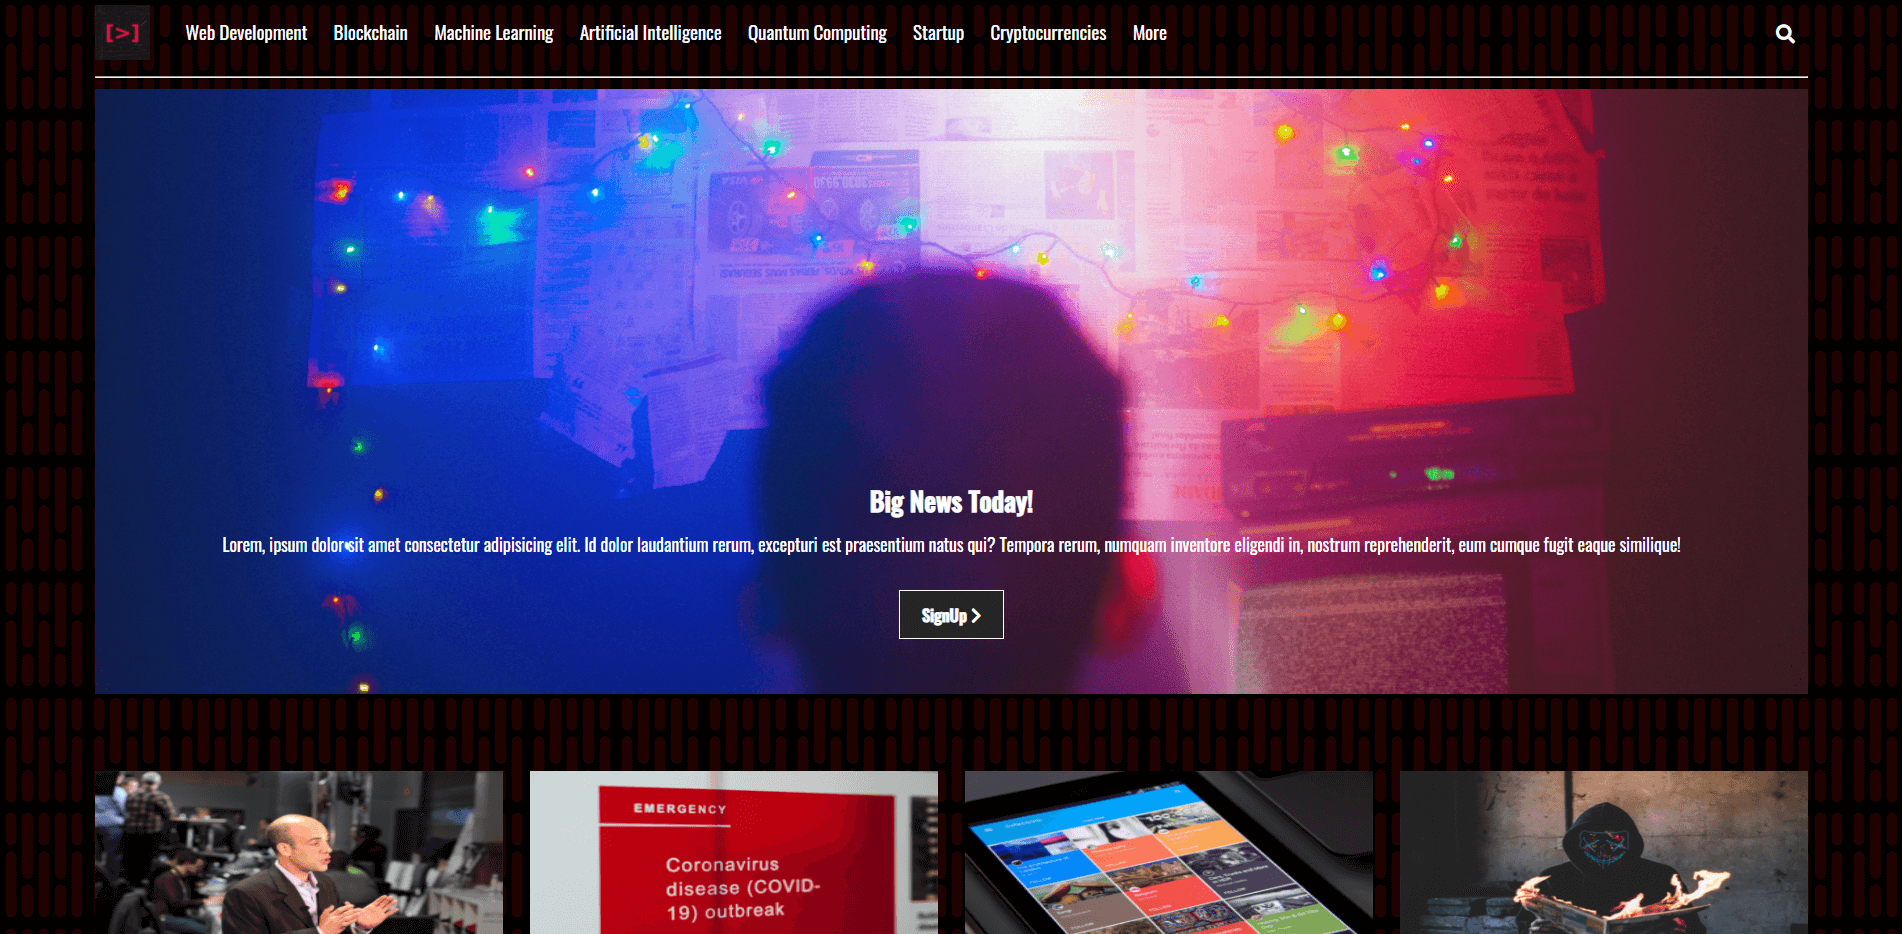 [>]
Web Development Blockchain Machine Learning Artificial Intelligence Quantum Computing Startup Cryptocurrencies More
Big News Today!
Lorem, ipsum dolor sit amet consectetur adipisicing elit. Id dolor laudantium rerum, excepturi est praesentium natus qui? Tempora rerum, numquam inventore eligendi in, nostrum reprehenderit, eum cumque fugit eaque similique!
SignUp
EMERGENCY
Coronavirus
disease (COVID-
19) outbreak